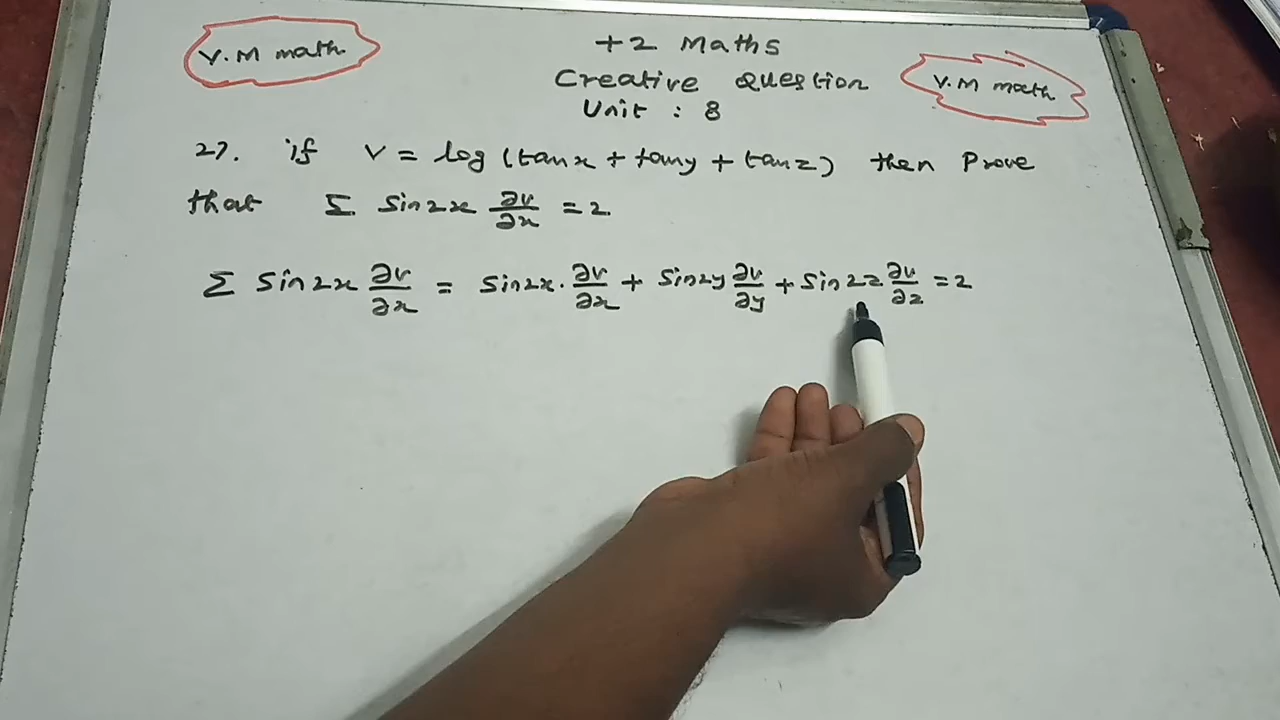 V.M math
+2 Maths
Creative Question
V.M math
Unit : 8
27. if V = log (tanx + tany + tanz) then Prove
that Σ sin2x ∂v/∂x = 2
Σ sin2x ∂v/∂x = sin2x . ∂v/∂x + sin2y ∂v/∂y + sin2z ∂v/∂z = 2